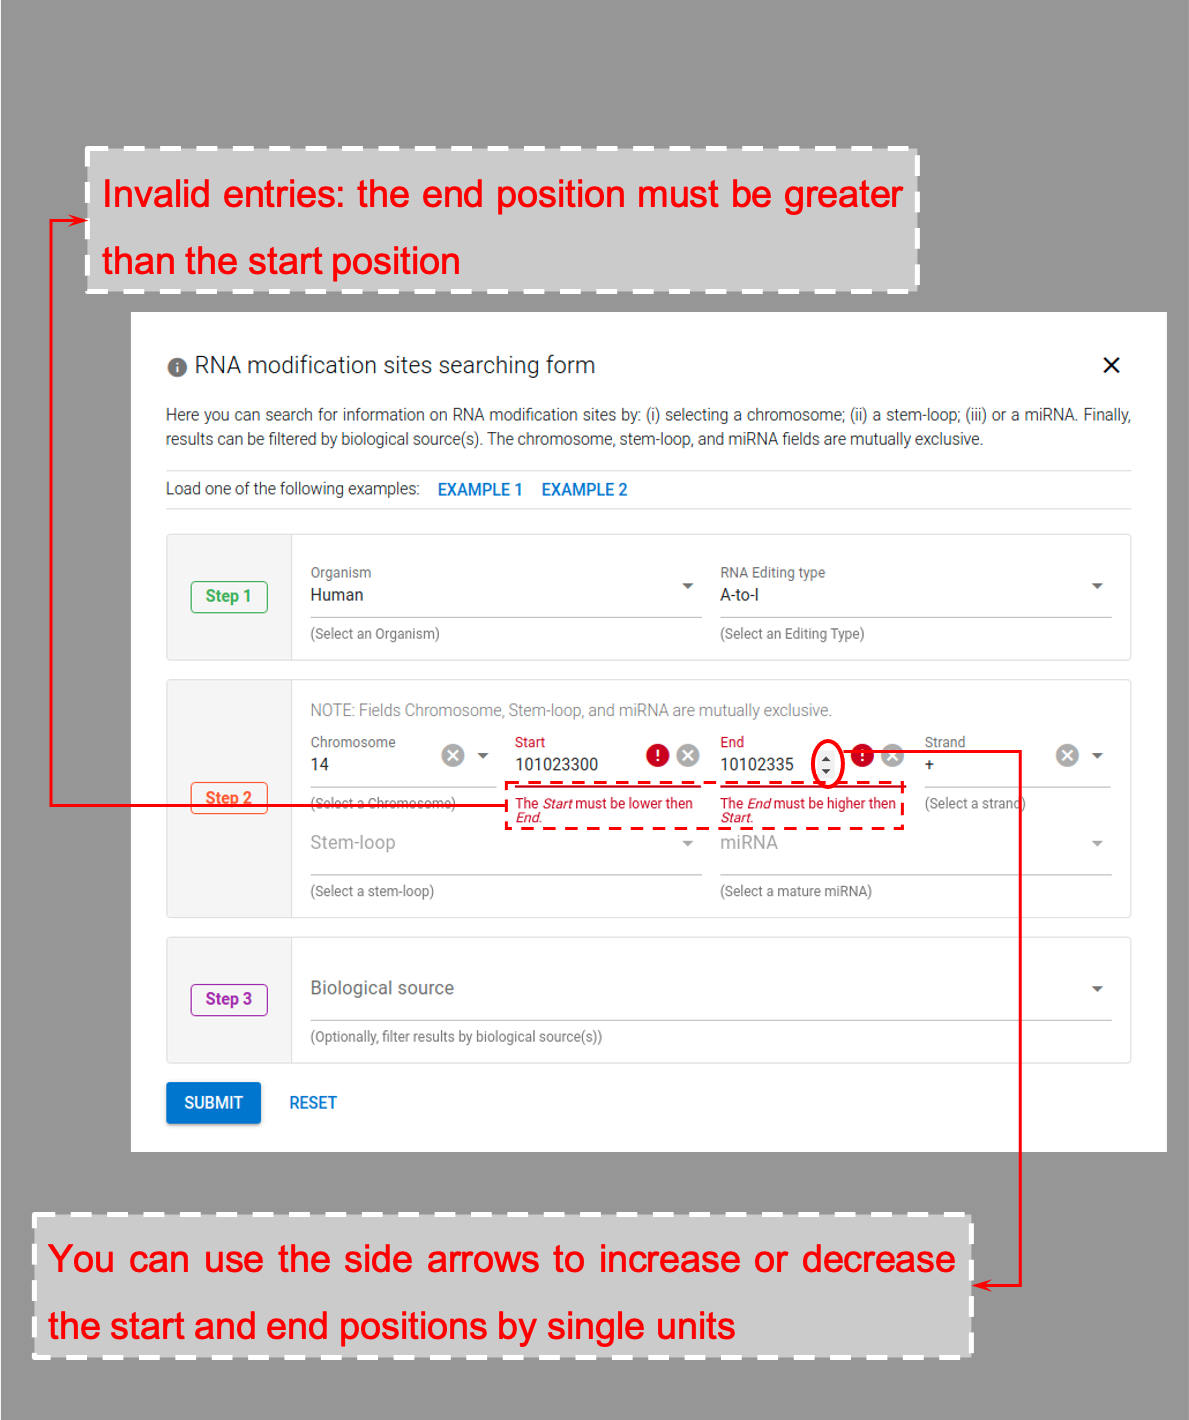 Invalid entries: the end position must be greater
than the start position
RNA modification sites searching form
Here you can search for information on RNA modification sites by: (i) selecting a chromosome; (ii) a stem-loop; (iii) or a miRNA. Finally,
results can be filtered by biological source(s). The chromosome, stem-loop, and miRNA fields are mutually exclusive.
Load one of the following examples: EXAMPLE 1 EXAMPLE 2
Step 1
Organism
Human
(Select an Organism)
RNA Editing type
A-to-I
(Select an Editing Type)
Step 2
NOTE: Fields Chromosome, Stem-loop, and miRNA are mutually exclusive.
Chromosome
14
(Select a Chromosome)
Start
101023300
The Start must be lower then
End.
End
10102335
The End must be higher then
Start.
Strand
+
(Select a strand)
Stem-loop
(Select a stem-loop)
miRNA
(Select a mature miRNA)
Step 3
Biological source
(Optionally, filter results by biological source(s))
SUBMIT RESET
You can use the side arrows to increase or decrease
the start and end positions by single units